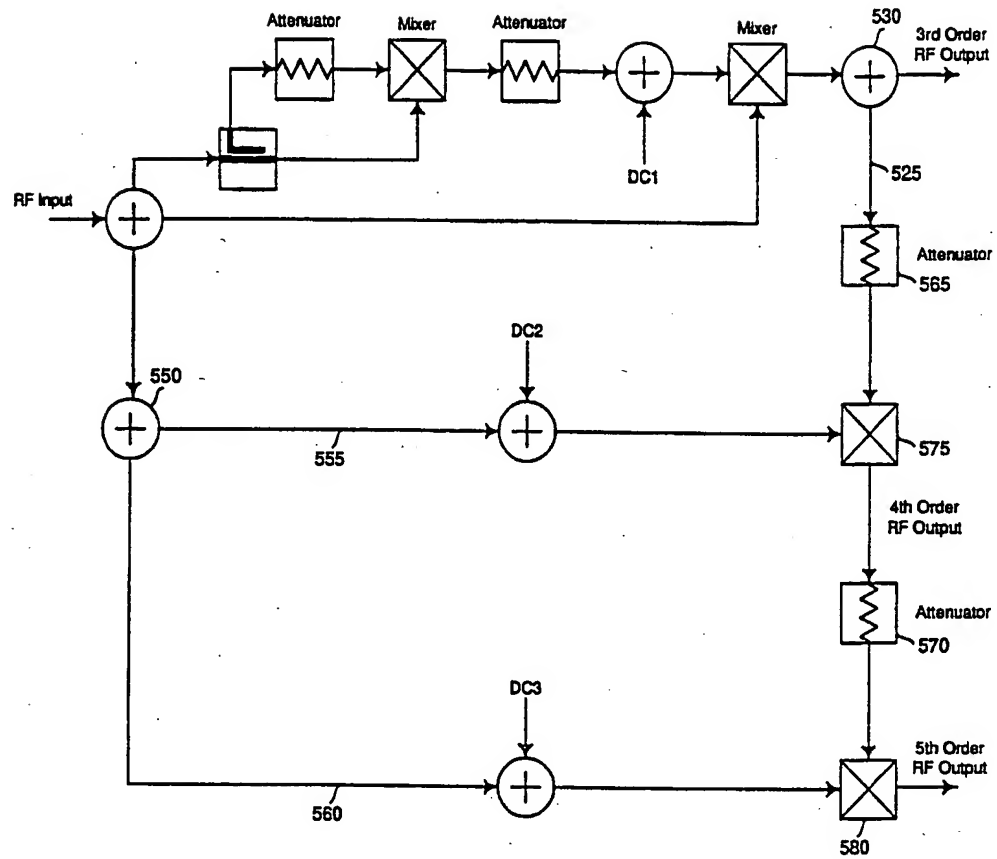 530
Attenuator
Mixer
Attenuator
Mixer
3rd Order
RF Output
DC1
525
RF Input
Attenuator
565
DC2
550
555
575
4th Order
RF Output
Attenuator
570
DC3
5th Order
RF Output
560
580